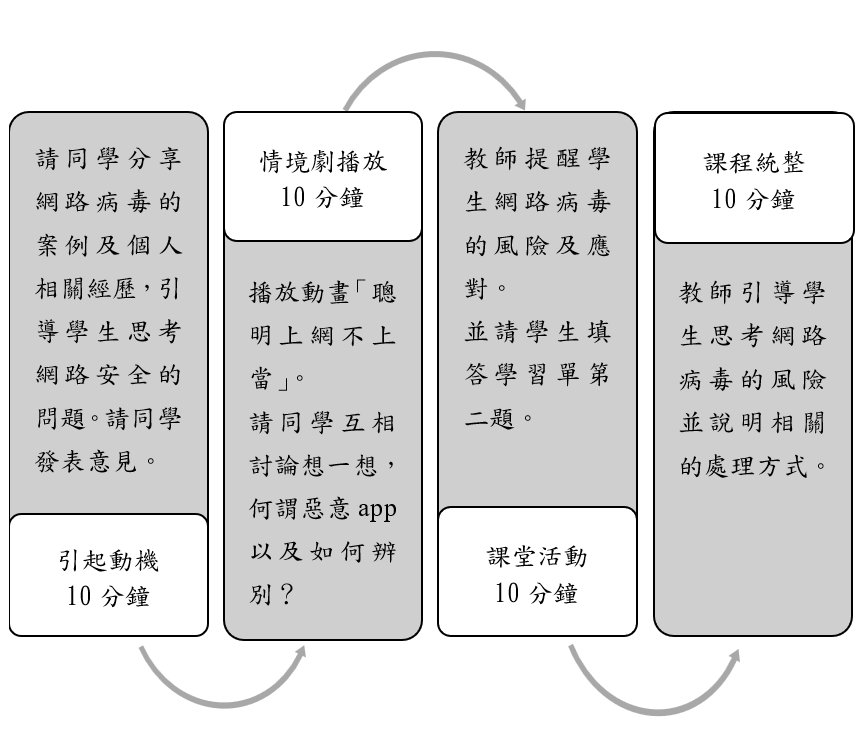 請同學分享
網路病毒的
案例及個人
相關經歷，引
導學生思考
網路安全的
問題。請同學
發表意見。
引起動機
10 分鐘
情境劇播放
10 分鐘
播放動畫「聰
明上網不上
當」。
請同學互相
討論想一想，
何謂惡意 app
以及如何辨
別？
教師提醒學
生網路病毒
的風險及應
對。
並請學生填
答學習單第
二題。
課堂活動
10 分鐘
課程統整
10 分鐘
教師引導學
生思考網路
病毒的風險
並說明相關
的處理方式。